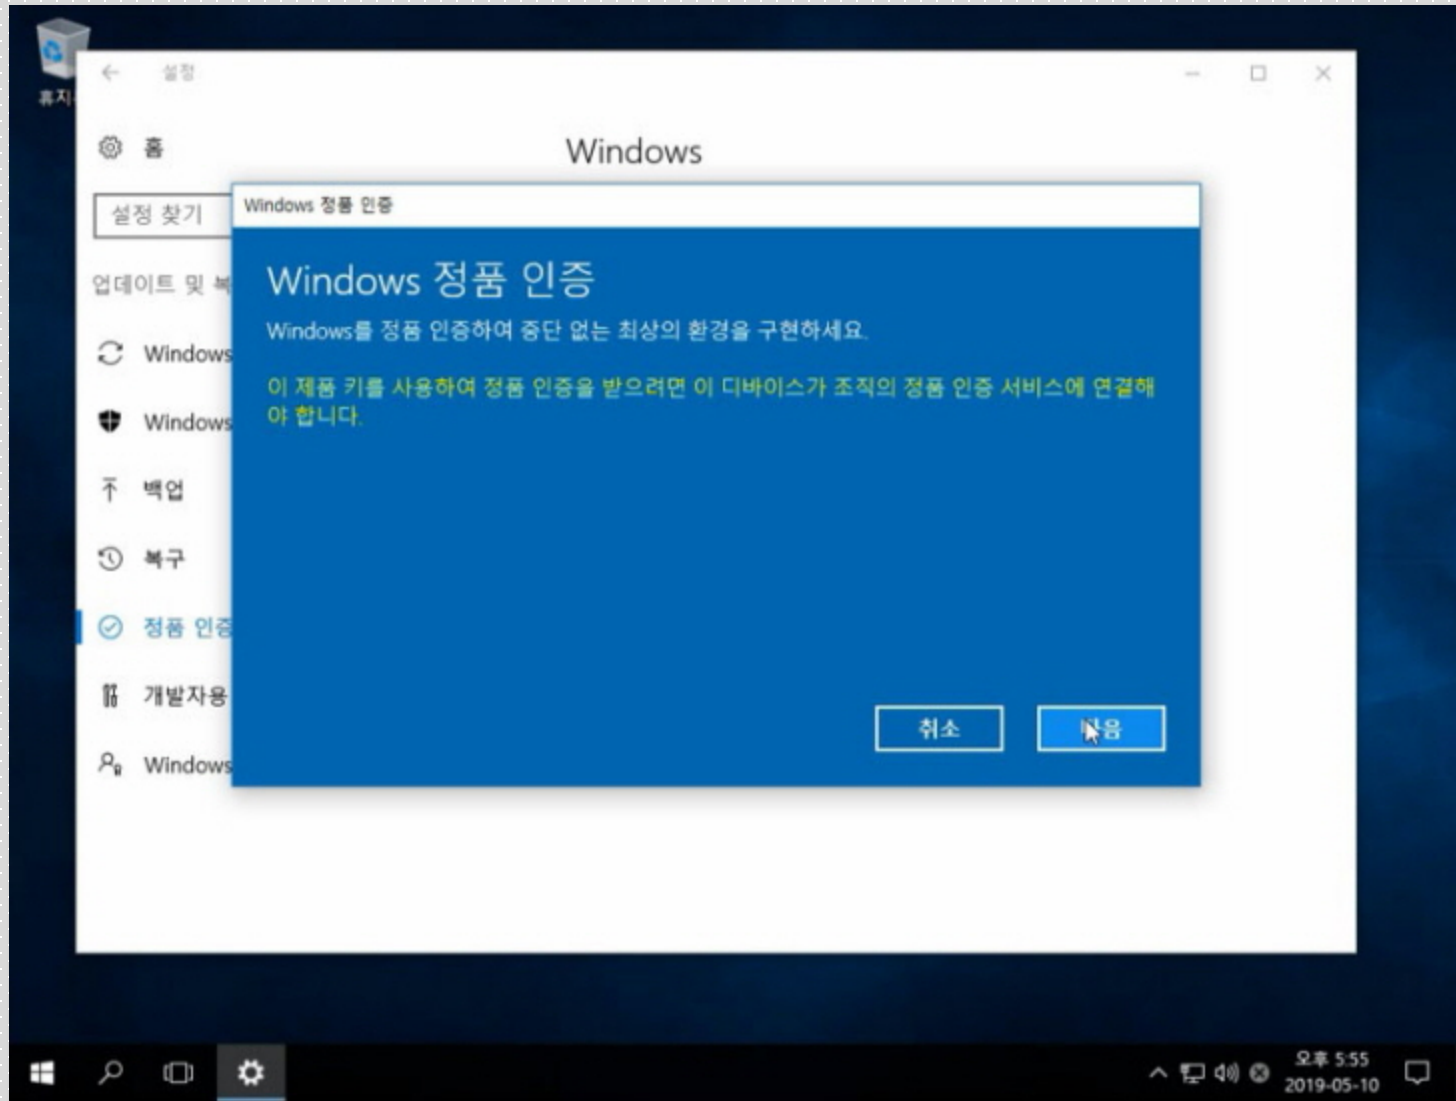 휴지
설정
홈
Windows
설정 찾기
Windows 정품 인증
업데이트 및 복
Windows 정품 인증
Windows를 정품 인증하여 중단 없는 최상의 환경을 구현하세요.
이 제품 키를 사용하여 정품 인증을 받으려면 이 디바이스가 조직의 정품 인증 서비스에 연결해
야 합니다.
Windows
Windows
백업
복구
정품 인증
개발자용
Windows
취소
다음
오후 5:55
2019-05-10